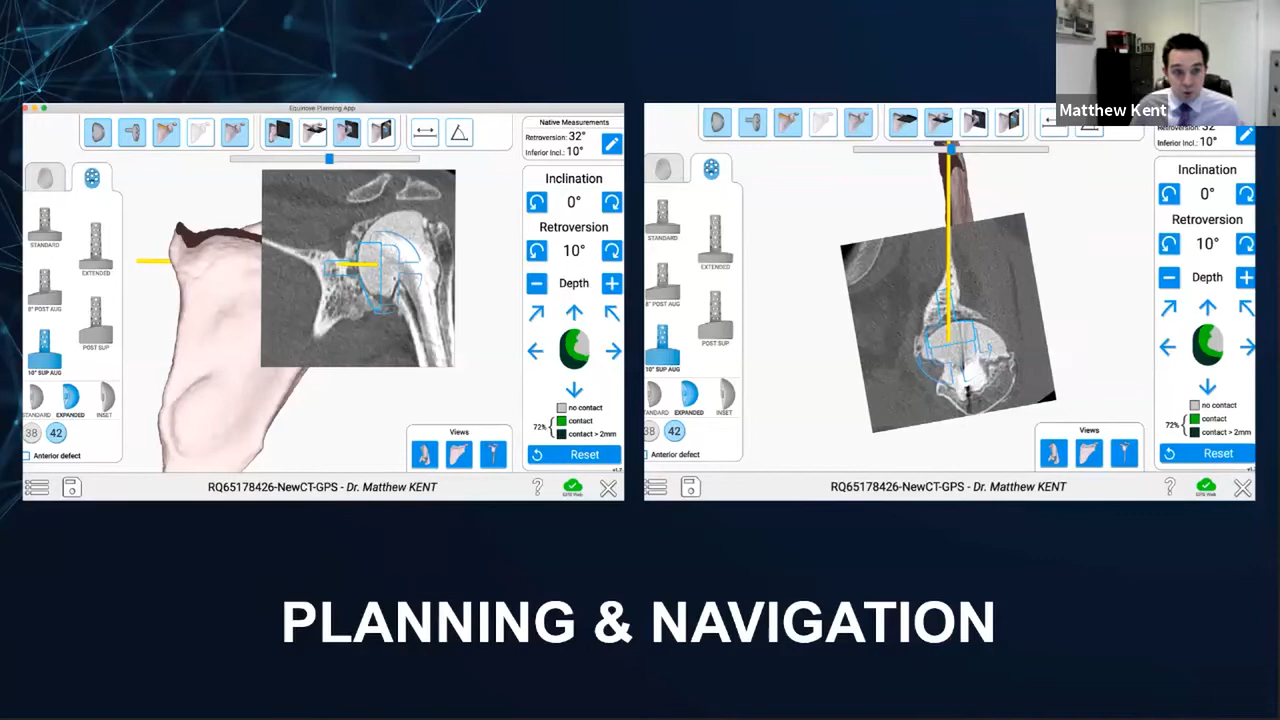 Matthew Kent
Equinoxe Planning App
Native Measurements
Retroversion: 32°
Inferior Incl.: 10°
Inclination
0°
Retroversion
10°
Depth
STANDARD
EXTENDED
8° POST AUG
POST SUP
10° SUP AUG
STANDARD
EXPANDED
INSET
38
42
Anterior defect
no contact
72%
contact
contact > 2mm
Views
Reset
RQ65178426-NewCT-GPS - Dr. Matthew KENT
Retroversion: 32°
Inferior Incl.: 10°
Inclination
0°
Retroversion
10°
Depth
STANDARD
EXTENDED
8° POST AUG
POST SUP
10° SUP AUG
TANDARD
EXPANDED
INSET
38
42
Anterior defect
no contact
72%
contact
contact > 2mm
Views
Reset
RQ65178426-NewCT-GPS - Dr. Matthew KENT
PLANNING & NAVIGATION